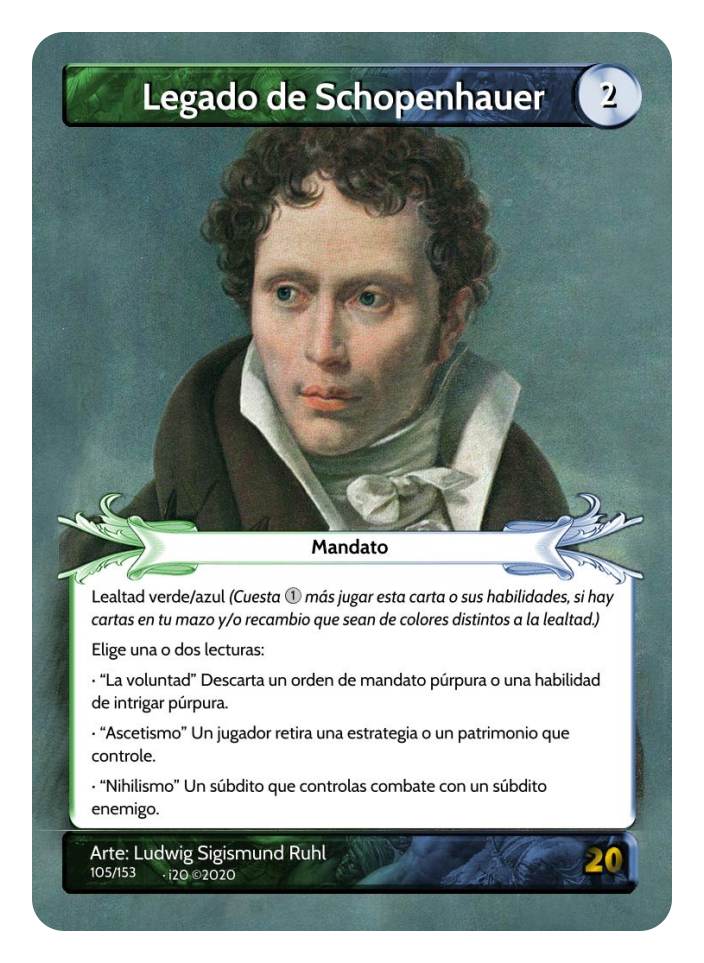 Legado de Schopenhauer
2
Mandato
Lealtad verde/azul (Cuesta 1 más jugar esta carta o sus habilidades, si hay
cartas en tu mazo y/o recambio que sean de colores distintos a la lealtad.)
Elige una o dos lecturas:
· “La voluntad” Descarta un orden de mandato púrpura o una habilidad
de intrigar púrpura.
· “Ascetismo” Un jugador retira una estrategia o un patrimonio que
controle.
· “Nihilismo” Un súbdito que controlas combate con un súbdito
enemigo.
Arte: Ludwig Sigismund Ruhl
105/153 · i20 ©2020
20